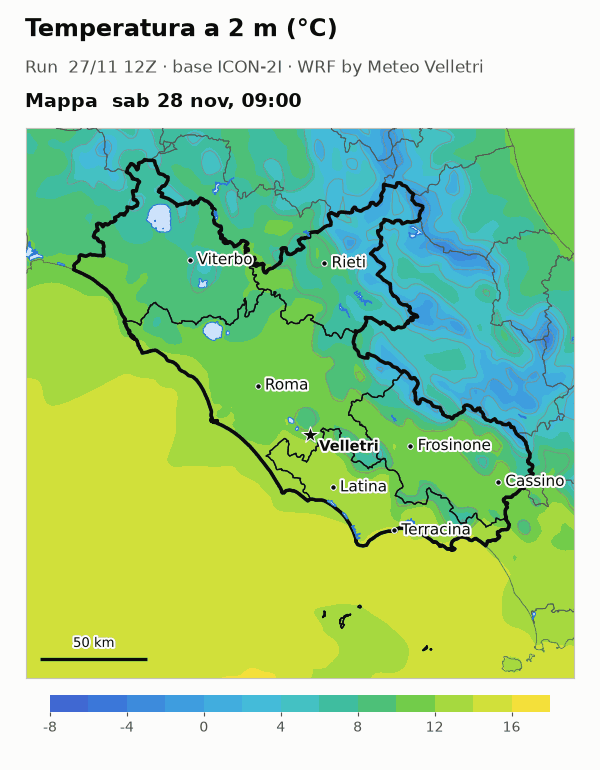 Temperatura a 2 m (°C)
Run  27/11 12Z · base ICON-2I · WRF by Meteo Velletri
Mappa  sab 28 nov, 09:00
Viterbo
Rieti
Roma
Velletri
Frosinone
Latina
Cassino
Terracina
50 km
-8 -4 0 4 8 12 16